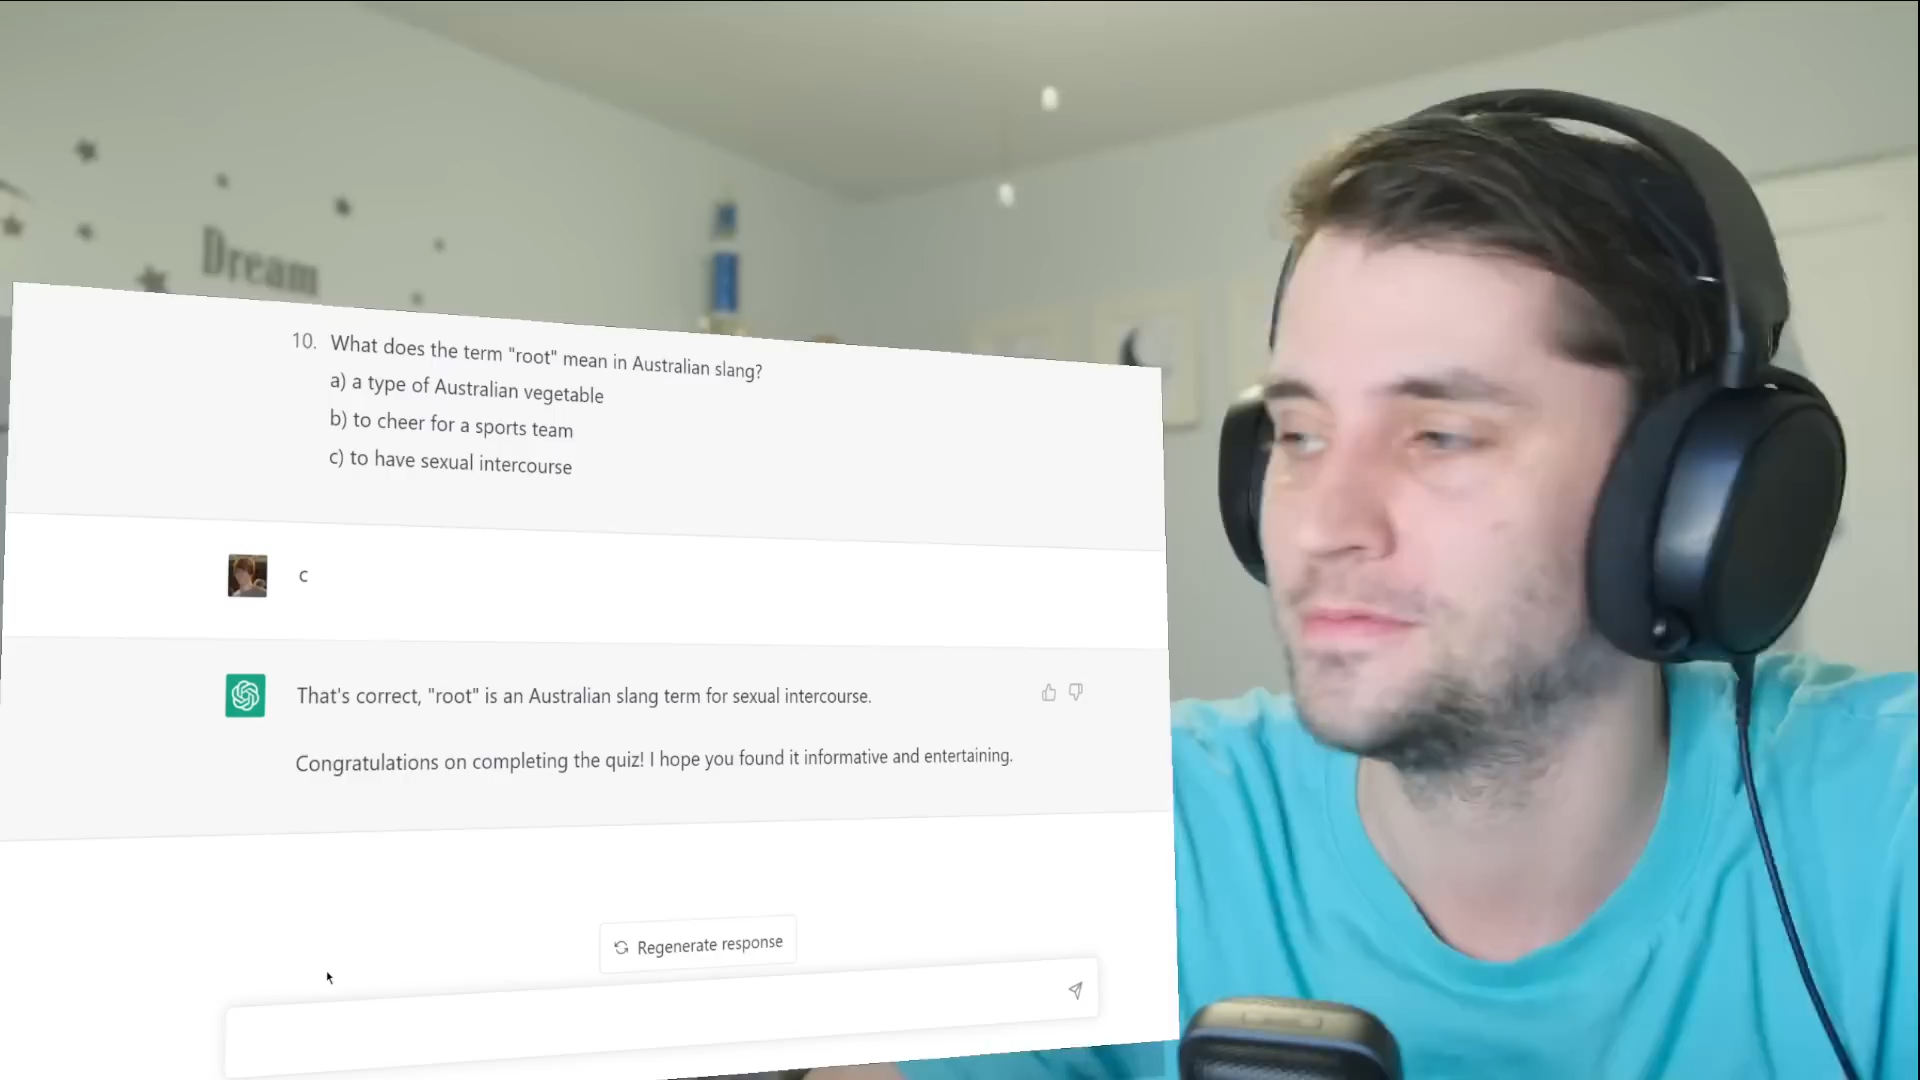 Dream
10. What does the term "root" mean in Australian slang?
a) a type of Australian vegetable
b) to cheer for a sports team
c) to have sexual intercourse
c
That's correct, "root" is an Australian slang term for sexual intercourse.
Congratulations on completing the quiz! I hope you found it informative and entertaining.
Regenerate response